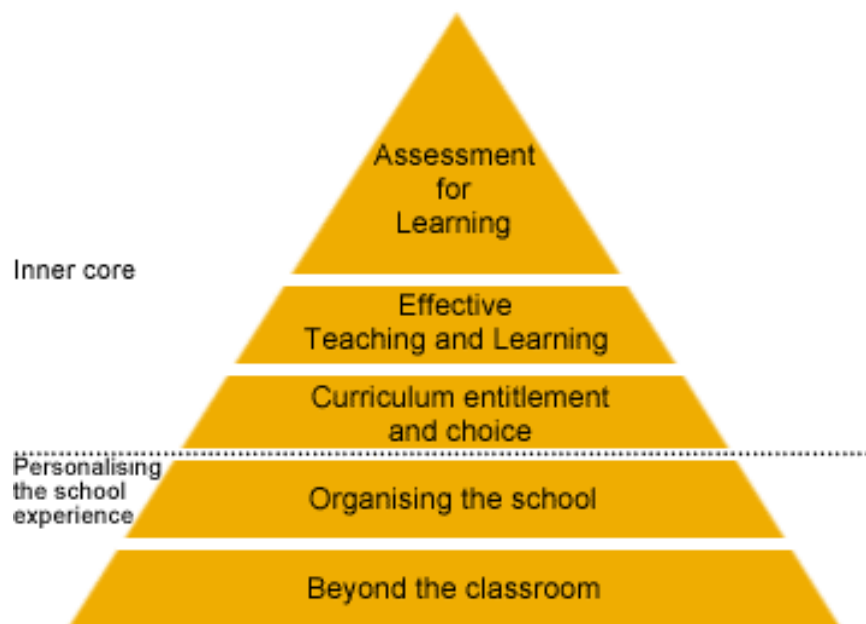 Assessment
for
Learning
Inner core
Effective
Teaching and Learning
Curriculum entitlement
and choice
Personalising
the school
experience
Organising the school
Beyond the classroom